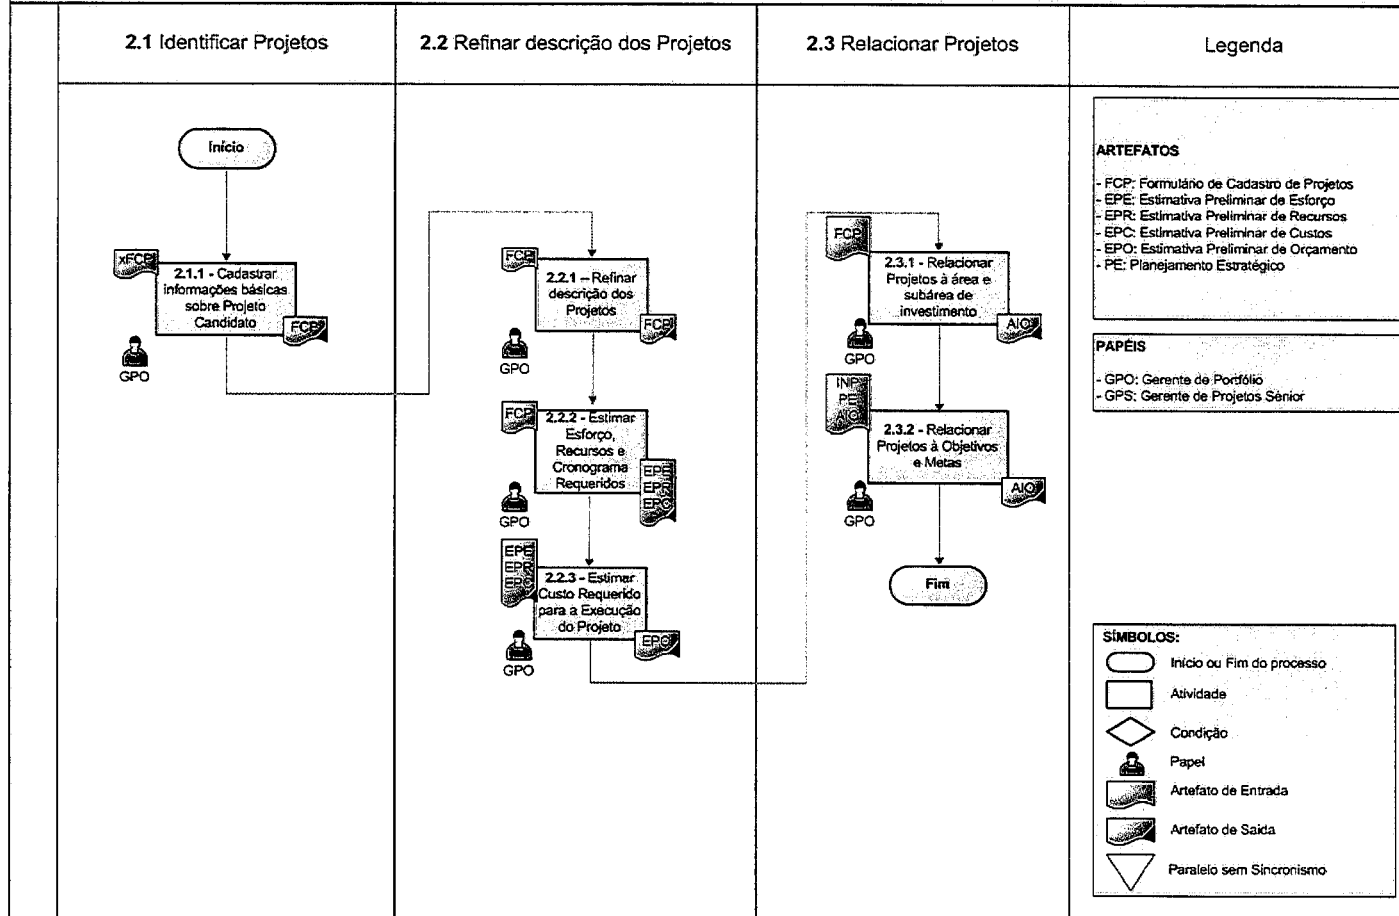 2.1 Identificar Projetos
2.2 Refinar descrição dos Projetos
2.3 Relacionar Projetos
Legenda
Início
xFCP
2.1.1 - Cadastrar
informações básicas
sobre Projeto
Candidato
FCP
GPO
FCP
2.2.1 – Refinar
descrição dos
Projetos
FCP
GPO
FCP
2.2.2 - Estimar
Esforço,
Recursos e
Cronograma
Requeridos
EPE
EPR
GPO
EPE
EPR
2.2.3 - Estimar
Custo Requerido
para a Execução
do Projeto
GPO
FCP
2.3.1 - Relacionar
Projetos à área e
subárea de
investimento
AIO
GPO
INP
PE
AIO
2.3.2 - Relacionar
Projetos à Objetivos
e Metas
AIO
GPO
Fim
ARTEFATOS
- FCP: Formulário de Cadastro de Projetos
- EPE: Estimativa Preliminar de Esforço
- EPR: Estimativa Preliminar de Recursos
- EPC: Estimativa Preliminar de Custos
- EPO: Estimativa Preliminar de Orçamento
- PE: Planejamento Estratégico
PAPÉIS
- GPO: Gerente de Portfólio
- GPS: Gerente de Projetos Sênior
SÍMBOLOS:
Início ou Fim do processo
Atividade
Condição
Papel
Artefato de Entrada
Artefato de Saída
Paralelo sem Sincronismo